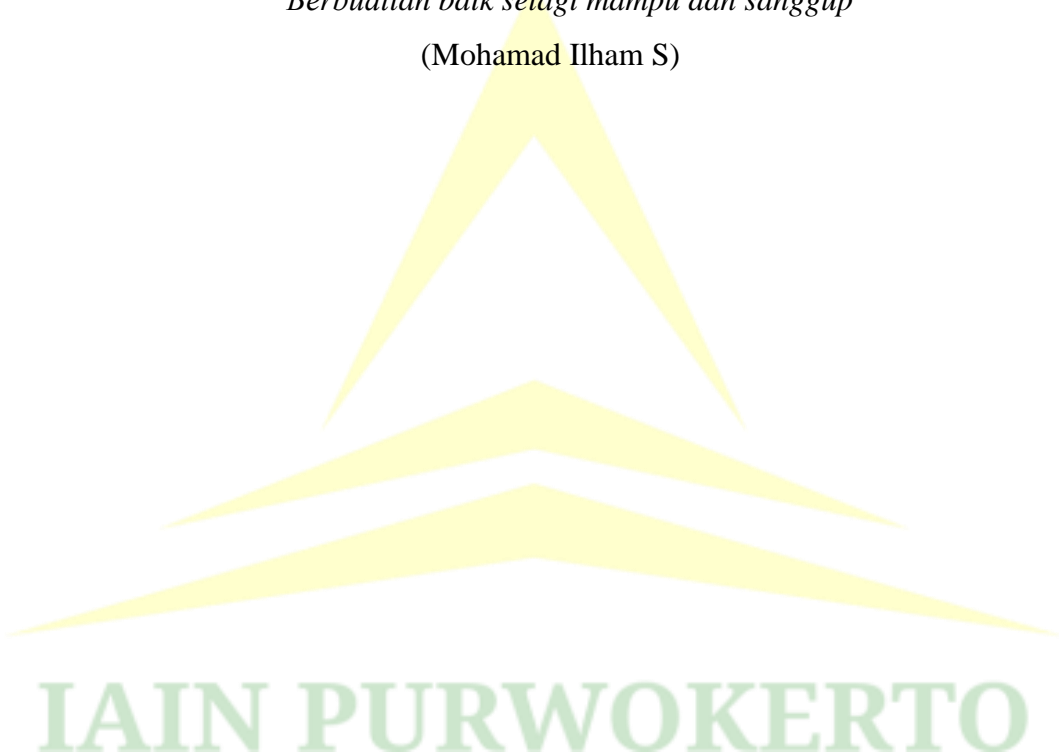 Berbuatlah baik selagi mampu dan sanggup
(Mohamad Ilham S)
IAIN PURWOKERTO